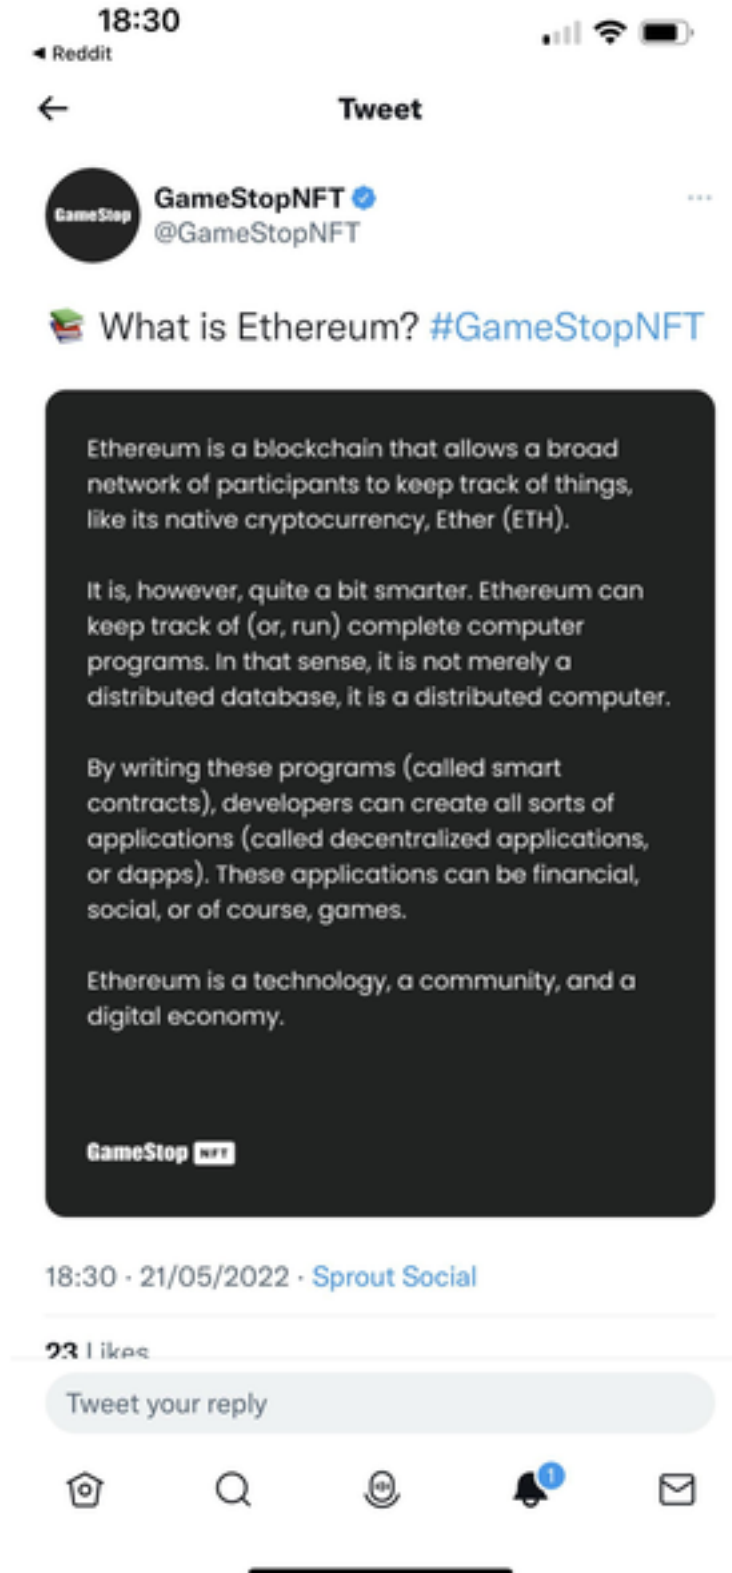 18:30
◀ Reddit
Tweet
GameStop
GameStopNFT
@GameStopNFT
What is Ethereum? #GameStopNFT
Ethereum is a blockchain that allows a broad
network of participants to keep track of things,
like its native cryptocurrency, Ether (ETH).
It is, however, quite a bit smarter. Ethereum can
keep track of (or, run) complete computer
programs. In that sense, it is not merely a
distributed database, it is a distributed computer.
By writing these programs (called smart
contracts), developers can create all sorts of
applications (called decentralized applications,
or dapps). These applications can be financial,
social, or of course, games.
Ethereum is a technology, a community, and a
digital economy.
GameStop NFT
18:30 · 21/05/2022 · Sprout Social
23 Likes
Tweet your reply
1